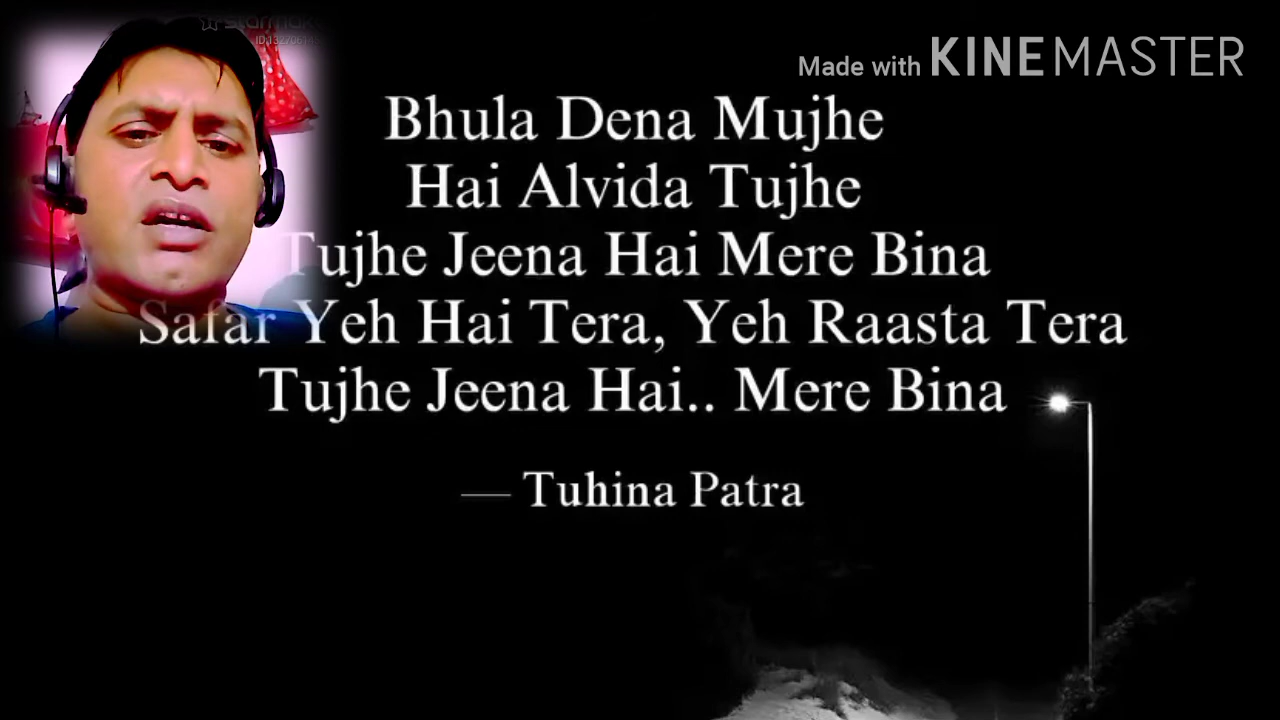 Made with KINEMASTER
Bhula Dena Mujhe
Hai Alvida Tujhe
Tujhe Jeena Hai Mere Bina
Safar Yeh Hai Tera, Yeh Raasta Tera
Tujhe Jeena Hai.. Mere Bina
— Tuhina Patra